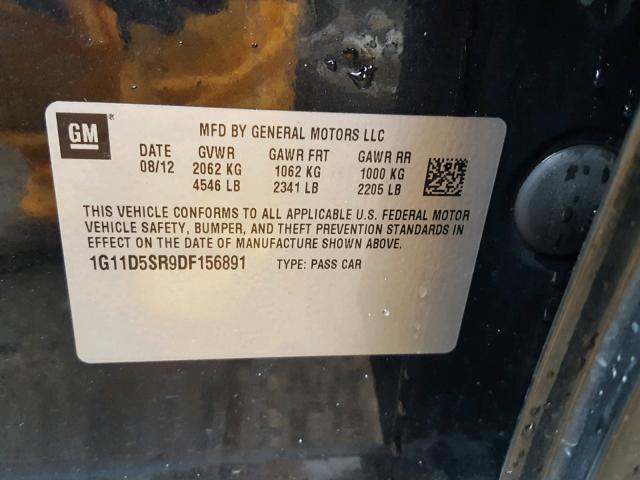 GM
MFD BY GENERAL MOTORS LLC
DATE GVWR GAWR FRT GAWR RR
08/12 2062 KG 1062 KG 1000 KG
4546 LB 2341 LB 2205 LB
THIS VEHICLE CONFORMS TO ALL APPLICABLE U.S. FEDERAL MOTOR
VEHICLE SAFETY, BUMPER, AND THEFT PREVENTION STANDARDS IN
EFFECT ON THE DATE OF MANUFACTURE SHOWN ABOVE.
1G11D5SR9DF156891 TYPE: PASS CAR